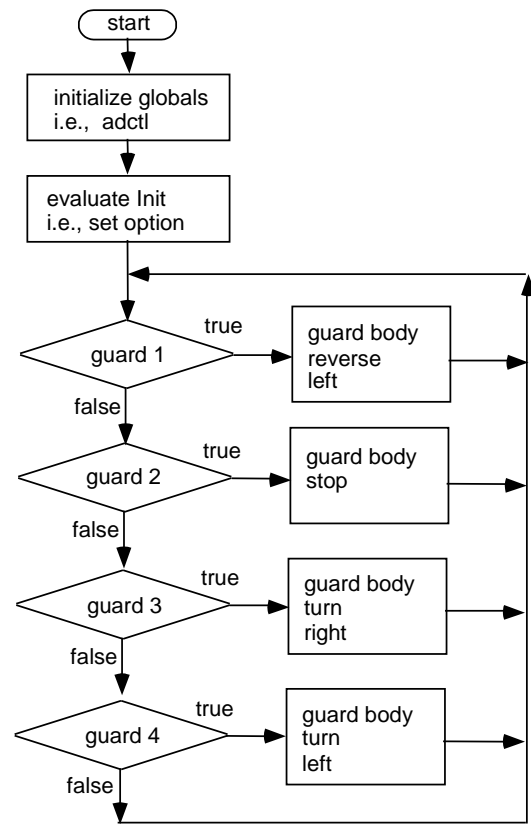 start
initialize globals
i.e., adctl
evaluate Init
i.e., set option
guard 1
true
guard body
reverse
left
false
guard 2
true
guard body
stop
false
guard 3
true
guard body
turn
right
false
guard 4
true
guard body
turn
left
false